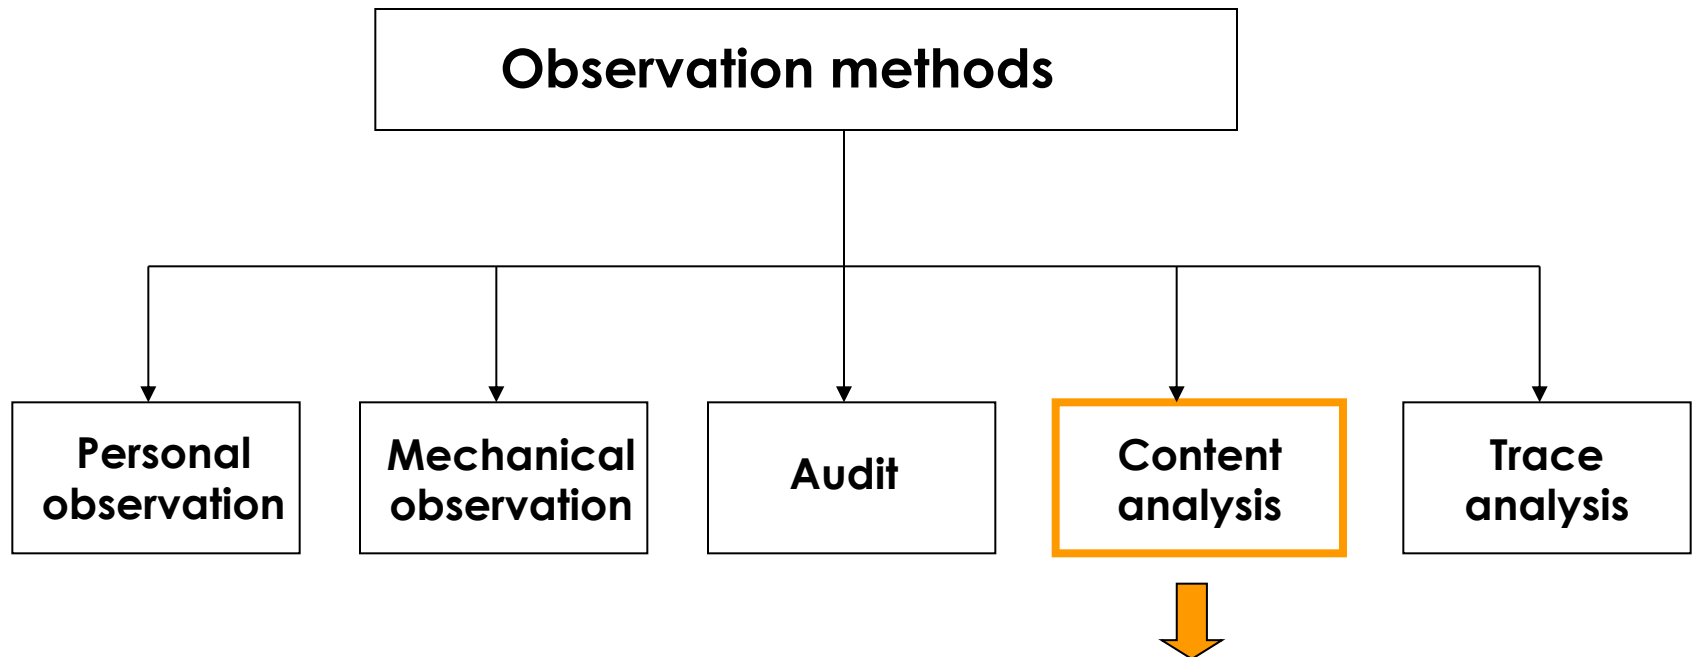 Observation methods
Personal
observation
Mechanical
observation
Audit
Content
analysis
Trace
analysis